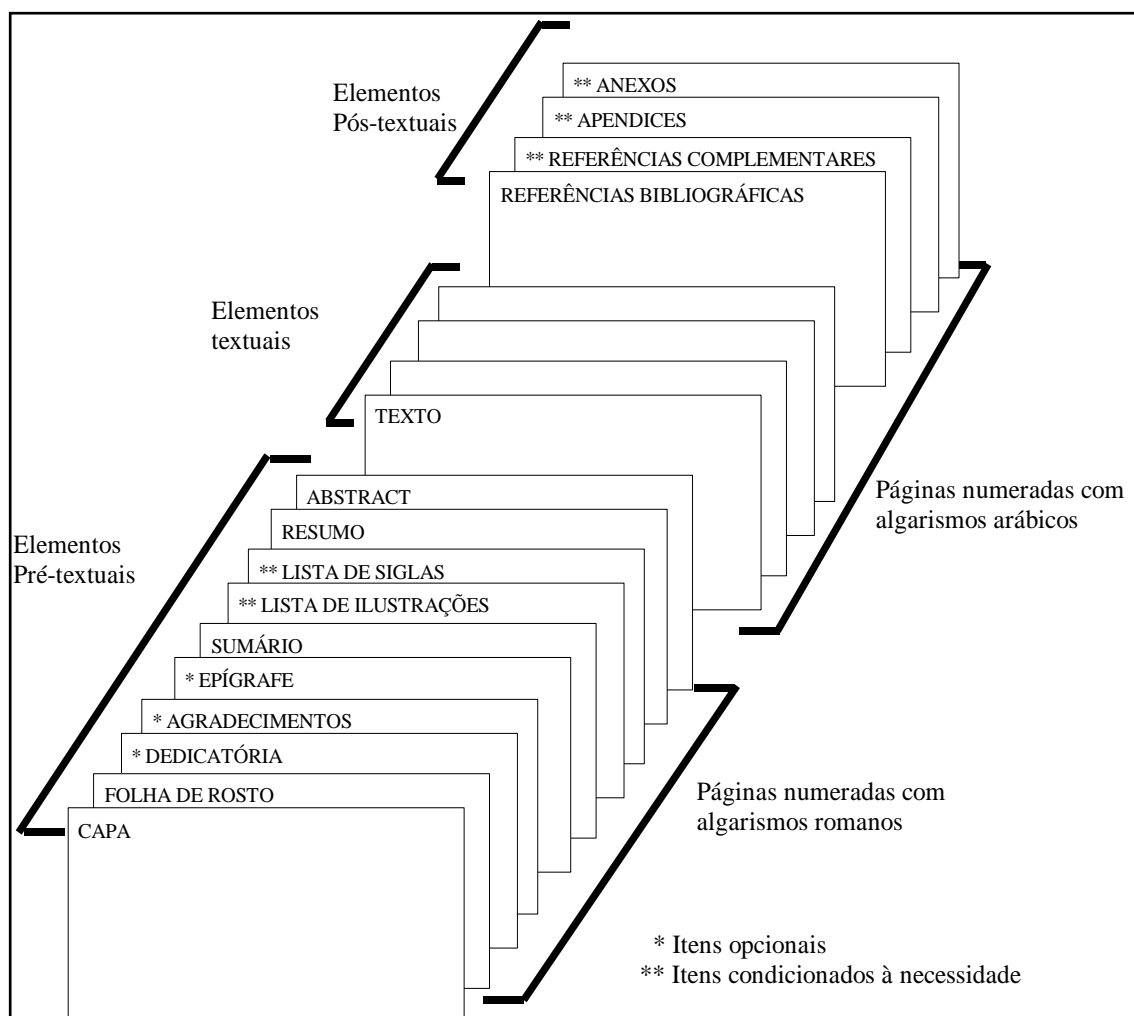 Elementos
Pós-textuais
** ANEXOS
** APENDICES
** REFERÊNCIAS COMPLEMENTARES
REFERÊNCIAS BIBLIOGRÁFICAS
Elementos
textuais
TEXTO
Páginas numeradas com
algarismos arábicos
Elementos
Pré-textuais
ABSTRACT
RESUMO
** LISTA DE SIGLAS
** LISTA DE ILUSTRAÇÕES
SUMÁRIO
* EPÍGRAFE
* AGRADECIMENTOS
* DEDICATÓRIA
FOLHA DE ROSTO
CAPA
Páginas numeradas com
algarismos romanos
* Itens opcionais
** Itens condicionados à necessidade